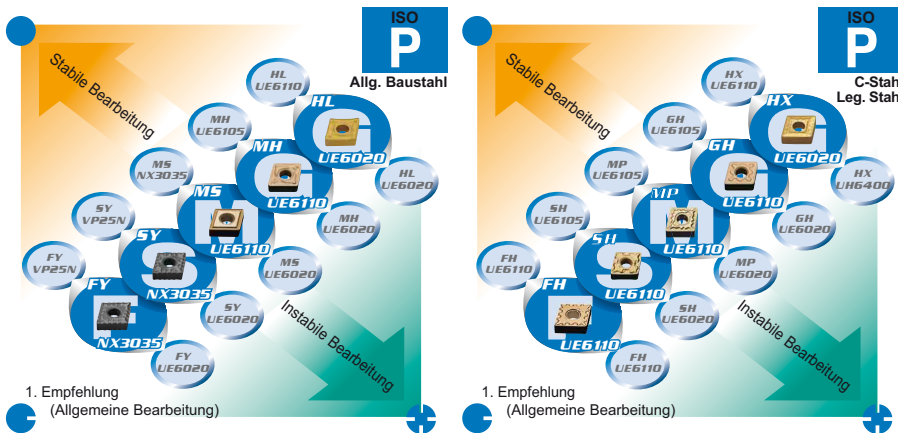 ISO
P
Allg. Baustahl
Stabile Bearbeitung
HL
UE6110
MH
UE6105
MS
NX3035
SY
VP25N
FY
VP25N
HL
UE6020
MH
UE6110
MS
UE6110
SY
NX3035
FY
NX3035
HL
UE6020
MH
UE6020
MS
UE6020
SY
UE6020
FY
UE6020
Instabile Bearbeitung
1. Empfehlung
(Allgemeine Bearbeitung)
ISO
P
C-Stah
Leg. Stah
Stabile Bearbeitung
HX
UE6110
GH
UE6105
MP
UE6105
SH
UE6105
FH
UE6110
HX
UE6020
GH
UE6110
MP
UE6110
SH
UE6110
FH
UE6110
HX
UH6400
GH
UE6020
MP
UE6020
SH
UE6020
FH
UE6110
Instabile Bearbeitung
1. Empfehlung
(Allgemeine Bearbeitung)